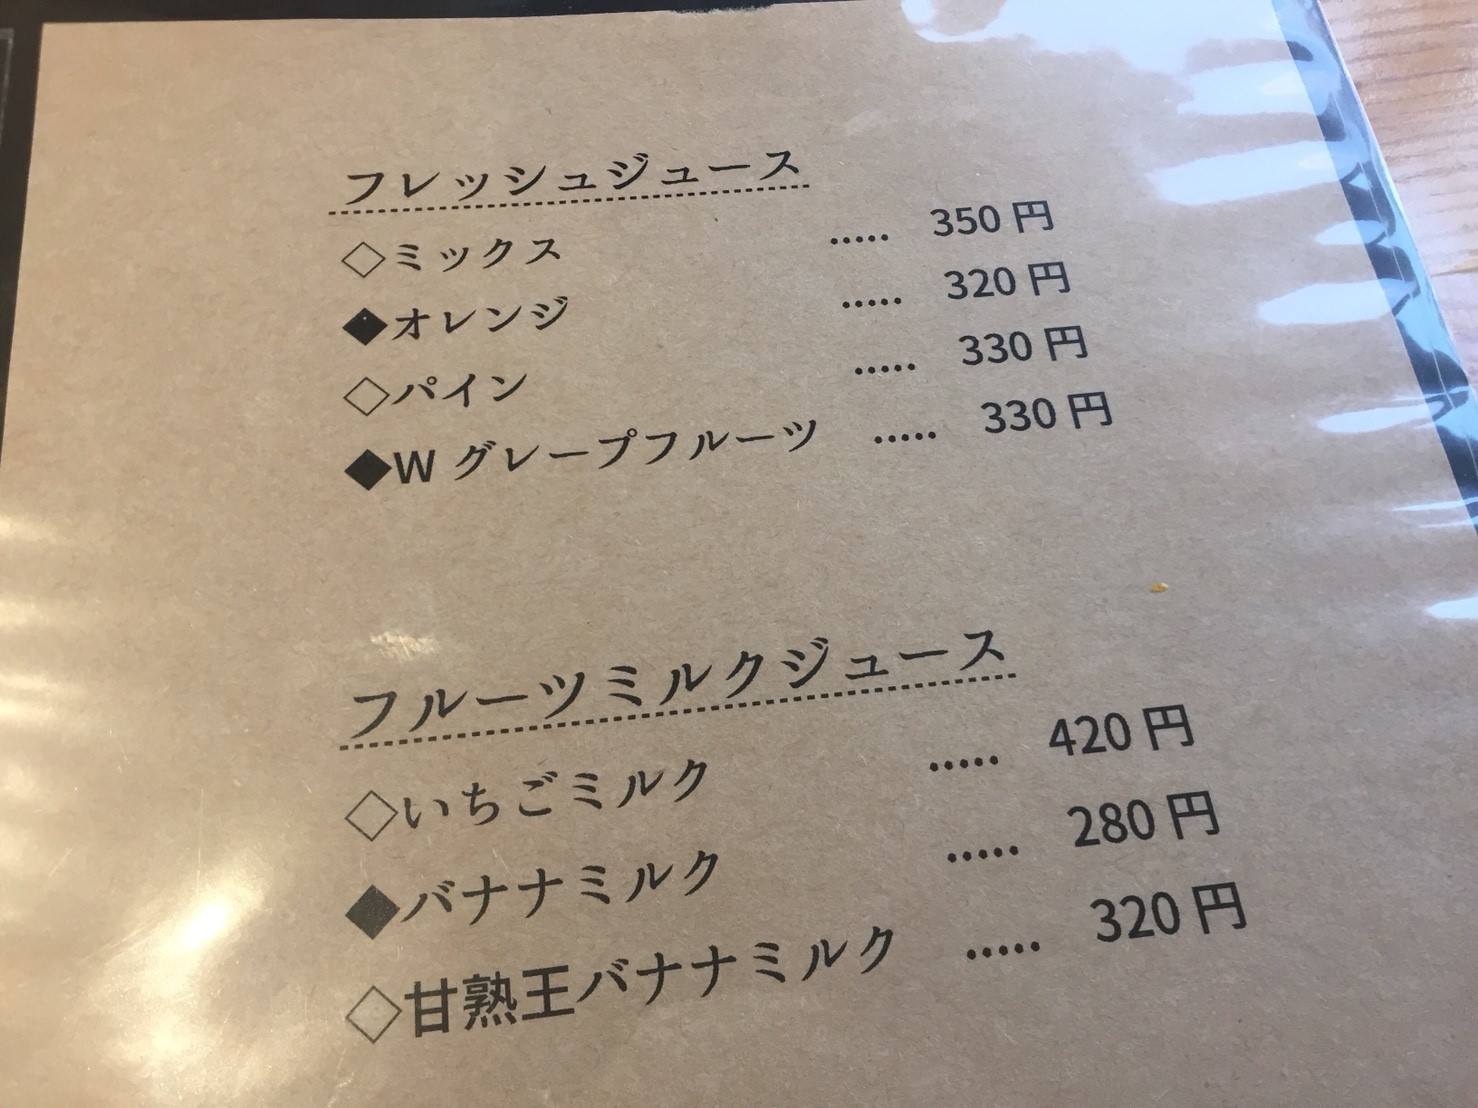 フレッシュジュース
◇ミックス ..... 350 円
◆オレンジ ..... 320 円
◇パイン ..... 330 円
◆W グレープフルーツ ..... 330 円
フルーツミルクジュース
◇いちごミルク ..... 420 円
◆バナナミルク ..... 280 円
◇甘熟王バナナミルク ..... 320 円